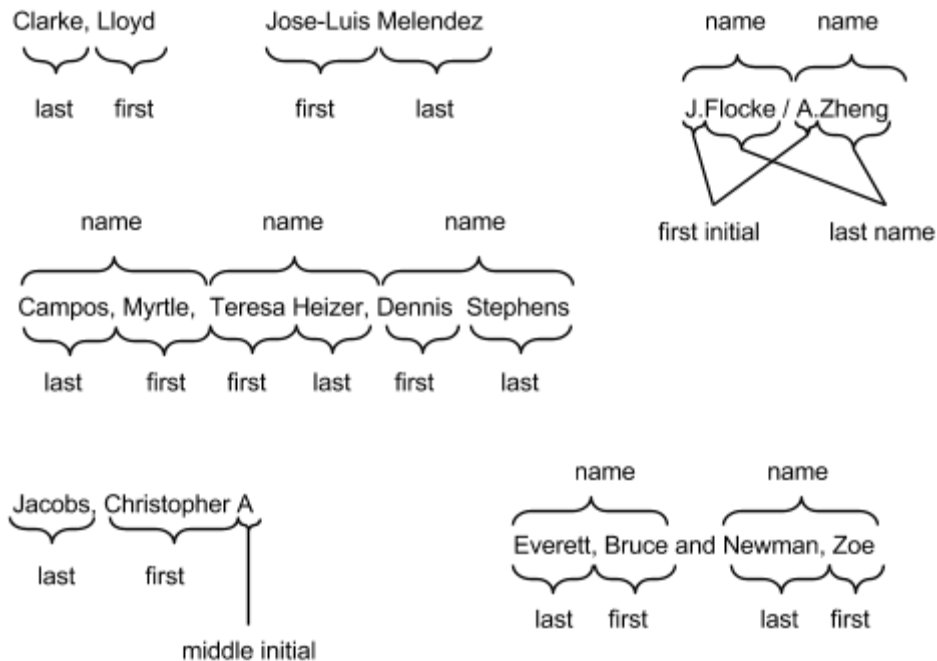 Clarke, Lloyd
last first
Jose-Luis Melendez
first last
name name
J.Flocke / A.Zheng
first initial last name
name name name
Campos, Myrtle, Teresa Heizer, Dennis Stephens
last first first last first last
Jacobs, Christopher A
last first
middle initial
name name
Everett, Bruce and Newman, Zoe
last first last first